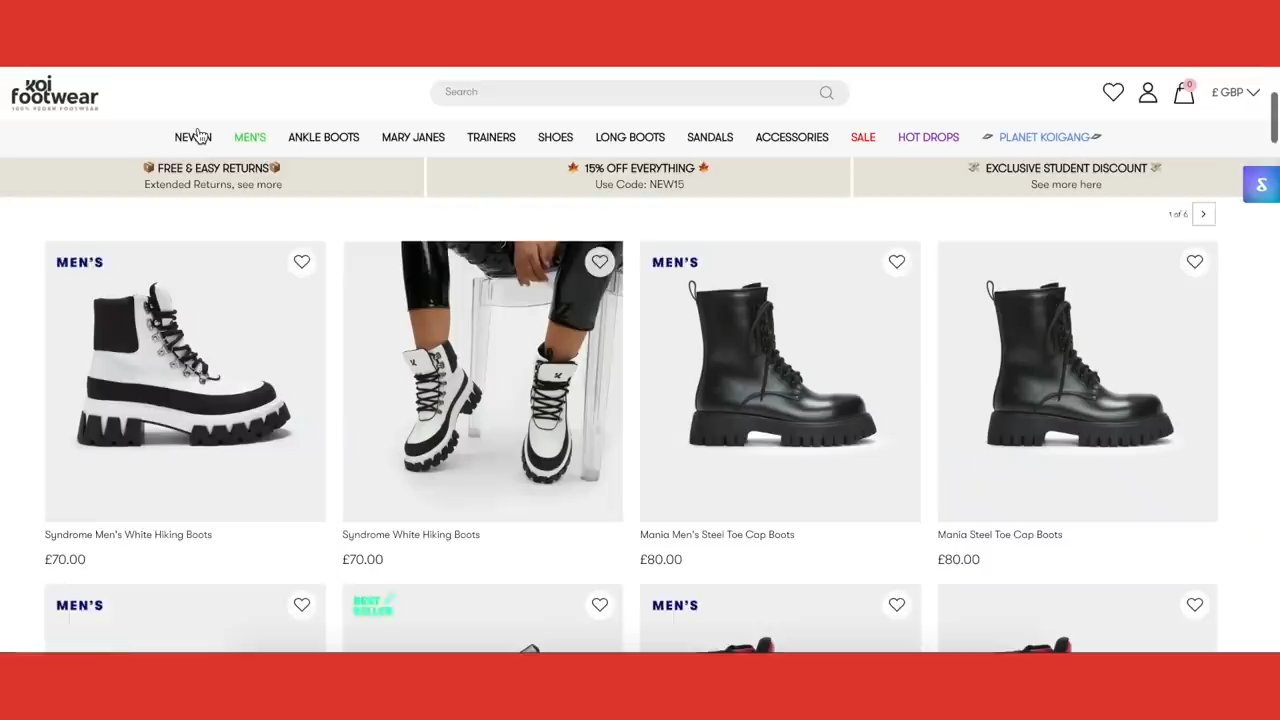 koi
footwear
100% VEGAN FOOTWEAR
Search
0
£ GBP
NEW IN
MEN'S
ANKLE BOOTS
MARY JANES
TRAINERS
SHOES
LONG BOOTS
SANDALS
ACCESSORIES
SALE
HOT DROPS
PLANET KOIGANG
FREE & EASY RETURNS
Extended Returns, see more
15% OFF EVERYTHING
Use Code: NEW15
EXCLUSIVE STUDENT DISCOUNT
See more here
1 of 6
MEN'S
MEN'S
Syndrome Men's White Hiking Boots
£70.00
Syndrome White Hiking Boots
£70.00
Mania Men's Steel Toe Cap Boots
£80.00
Mania Steel Toe Cap Boots
£80.00
MEN'S
BEST
SELLER
MEN'S